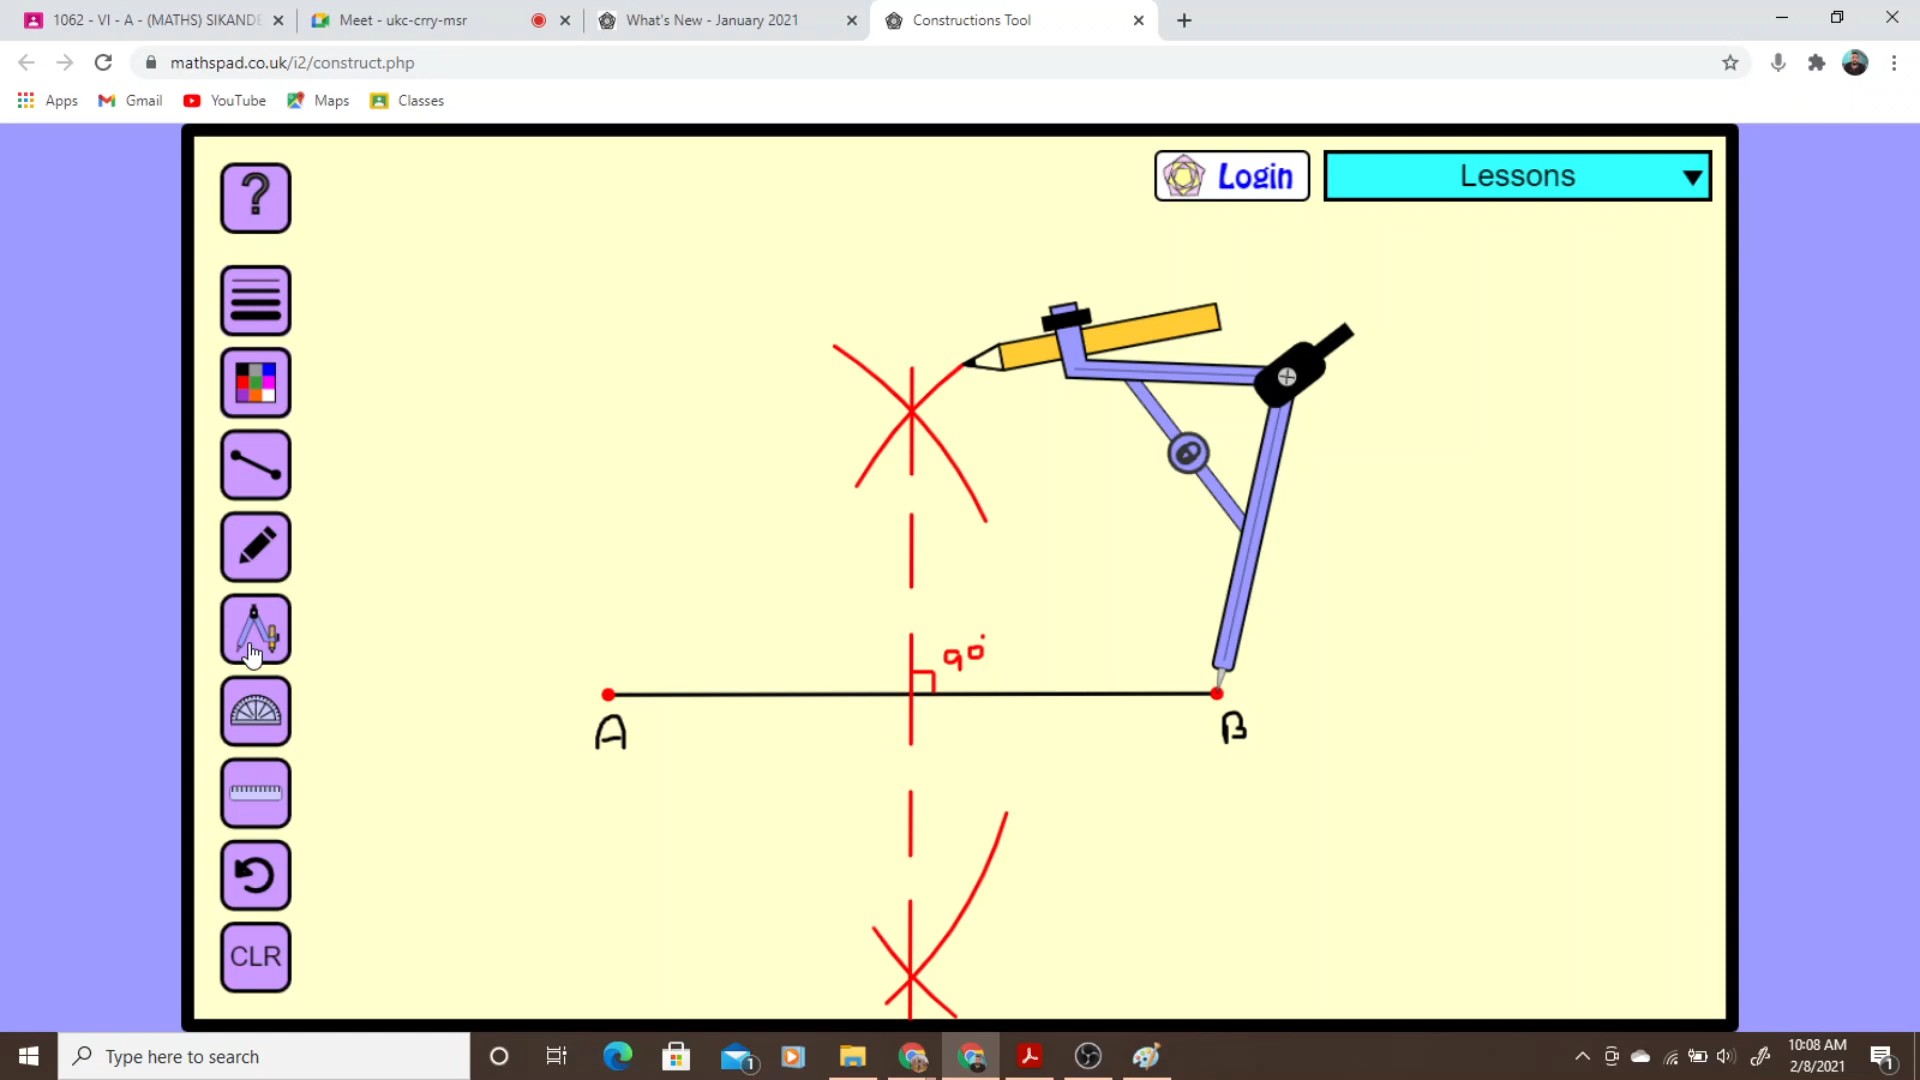 1062 - VI - A - (MATHS) SIKANDE
Meet - ukc-crry-msr
What's New - January 2021
Constructions Tool
mathspad.co.uk/i2/construct.php
Apps
Gmail
YouTube
Maps
Classes
?
Login
Lessons
90°
A
B
CLR
Type here to search
1
10:08 AM
2/8/2021
1